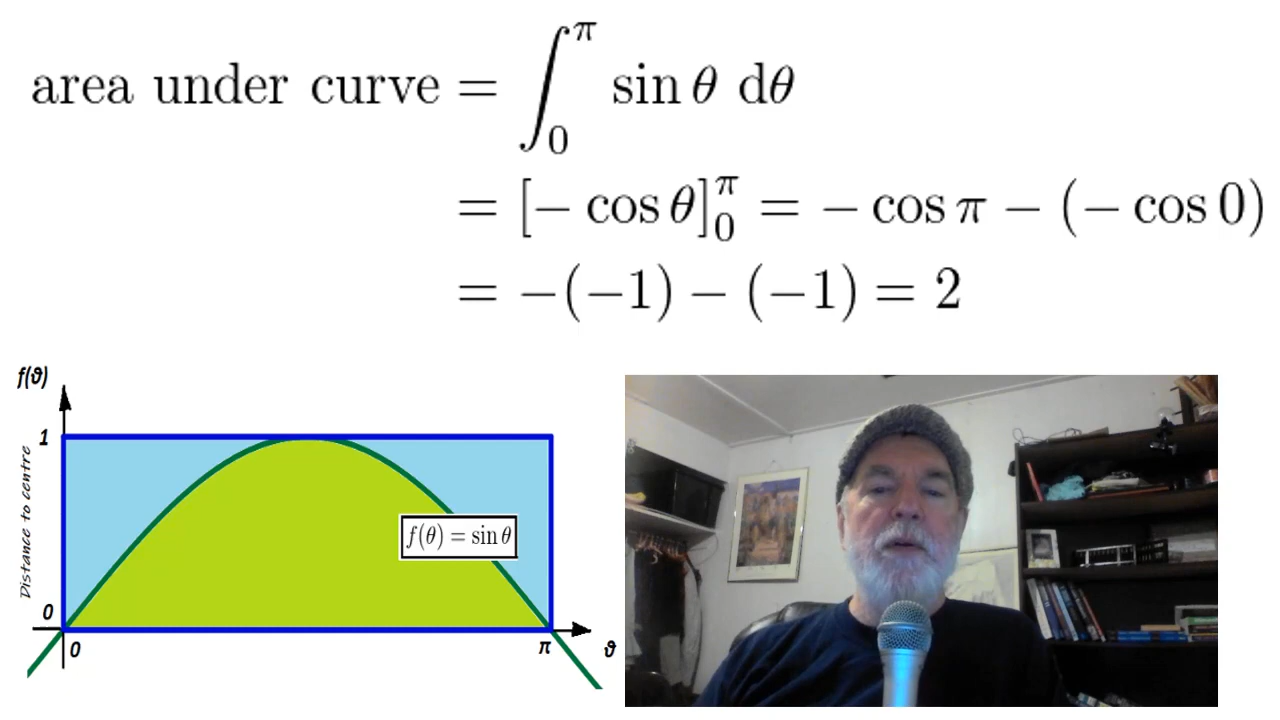 area under curve = ∫₀^π sin θ dθ
= [− cos θ]₀^π = − cos π − (− cos 0)
= −(−1) − (−1) = 2
f(ϑ)
1
Distance to centre
f(θ) = sin θ
0
0
π
ϑ